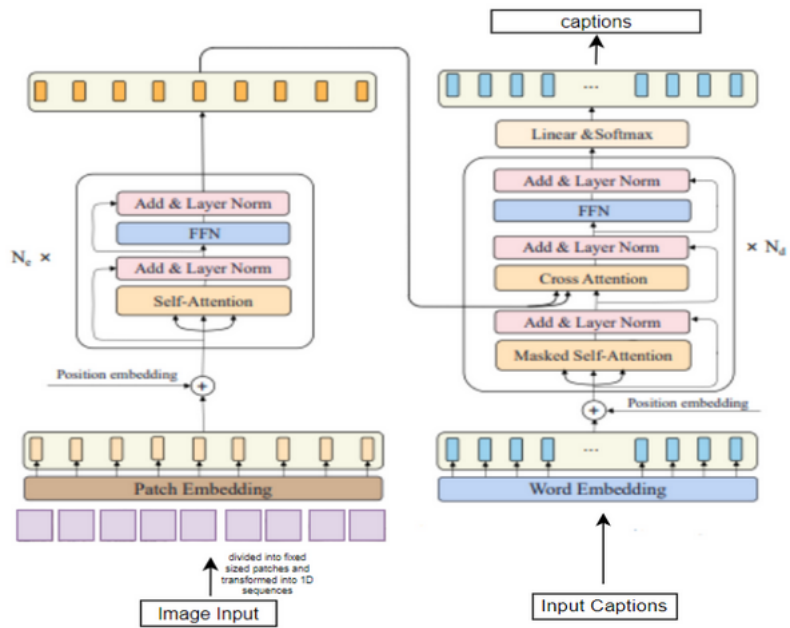 captions
Linear &Softmax
Add & Layer Norm
FFN
Add & Layer Norm
Cross Attention
Add & Layer Norm
Masked Self-Attention
× N_d
Position embedding
+
...
...
Word Embedding
Input Captions
Add & Layer Norm
FFN
Add & Layer Norm
Self-Attention
N_e ×
Position embedding
+
Patch Embedding
divided into fixed
sized patches and
transformed into 1D
sequences
Image Input